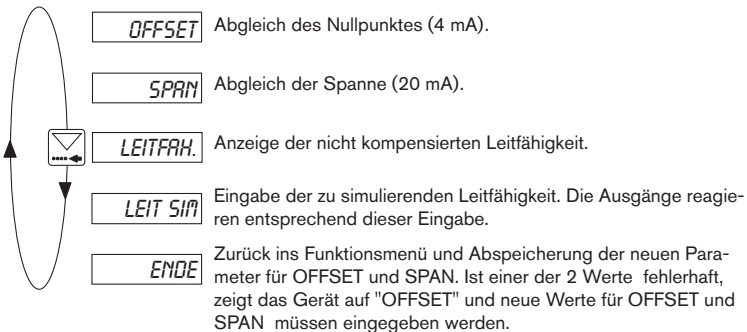 OFFSET Abgleich des Nullpunktes (4 mA).
SPAN Abgleich der Spanne (20 mA).
LEITFAH. Anzeige der nicht kompensierten Leitfähigkeit.
LEIT SIM Eingabe der zu simulierenden Leitfähigkeit. Die Ausgänge reagie-
ren entsprechend dieser Eingabe.
ENDE Zurück ins Funktionsmenü und Abspeicherung der neuen Para-
meter für OFFSET und SPAN. Ist einer der 2 Werte fehlerhaft,
zeigt das Gerät auf "OFFSET" und neue Werte für OFFSET und
SPAN müssen eingegeben werden.